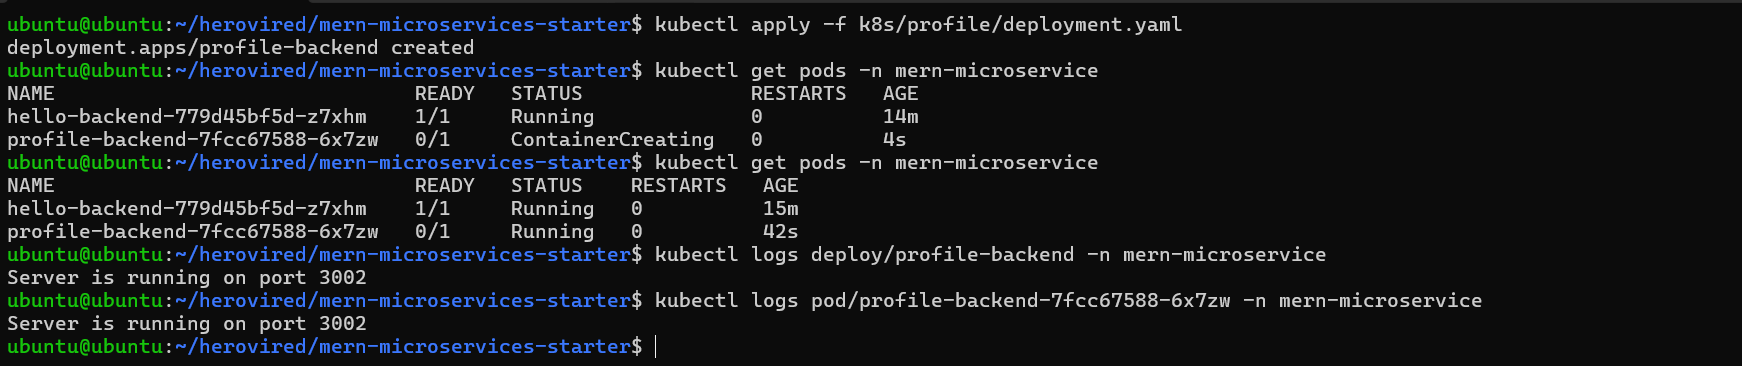 ubuntu@ubuntu:~/herovired/mern-microservices-starter$ kubectl apply -f k8s/profile/deployment.yaml
deployment.apps/profile-backend created
ubuntu@ubuntu:~/herovired/mern-microservices-starter$ kubectl get pods -n mern-microservice
NAME                              READY   STATUS              RESTARTS   AGE
hello-backend-779d45bf5d-z7xhm    1/1     Running             0          14m
profile-backend-7fcc67588-6x7zw   0/1     ContainerCreating   0          4s
ubuntu@ubuntu:~/herovired/mern-microservices-starter$ kubectl get pods -n mern-microservice
NAME                              READY   STATUS    RESTARTS   AGE
hello-backend-779d45bf5d-z7xhm    1/1     Running   0          15m
profile-backend-7fcc67588-6x7zw   0/1     Running   0          42s
ubuntu@ubuntu:~/herovired/mern-microservices-starter$ kubectl logs deploy/profile-backend -n mern-microservice
Server is running on port 3002
ubuntu@ubuntu:~/herovired/mern-microservices-starter$ kubectl logs pod/profile-backend-7fcc67588-6x7zw -n mern-microservice
Server is running on port 3002
ubuntu@ubuntu:~/herovired/mern-microservices-starter$